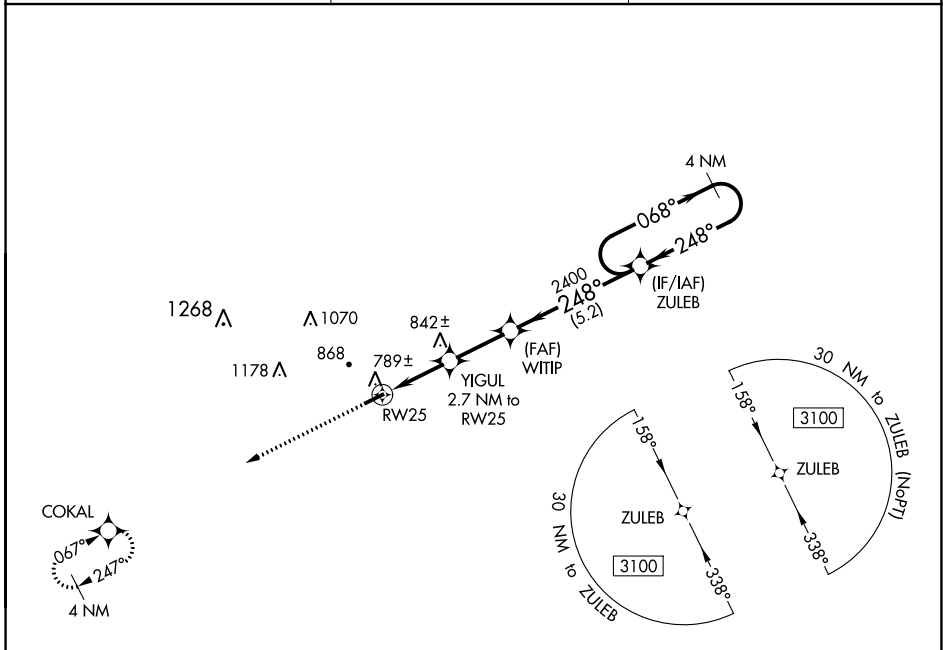 4 NM
068°
248°
(IF/IAF)
ZULEB
2400
248°
(5.2)
(FAF)
WITIP
842±
YIGUL
2.7 NM to
RW25
1268
1070
868
1178
789±
RW25
COKAL
067°
247°
4 NM
30 NM to ZULEB (NoPT)
158°
3100
ZULEB
338°
158°
ZULEB
3100
338°
30 NM to ZULEB